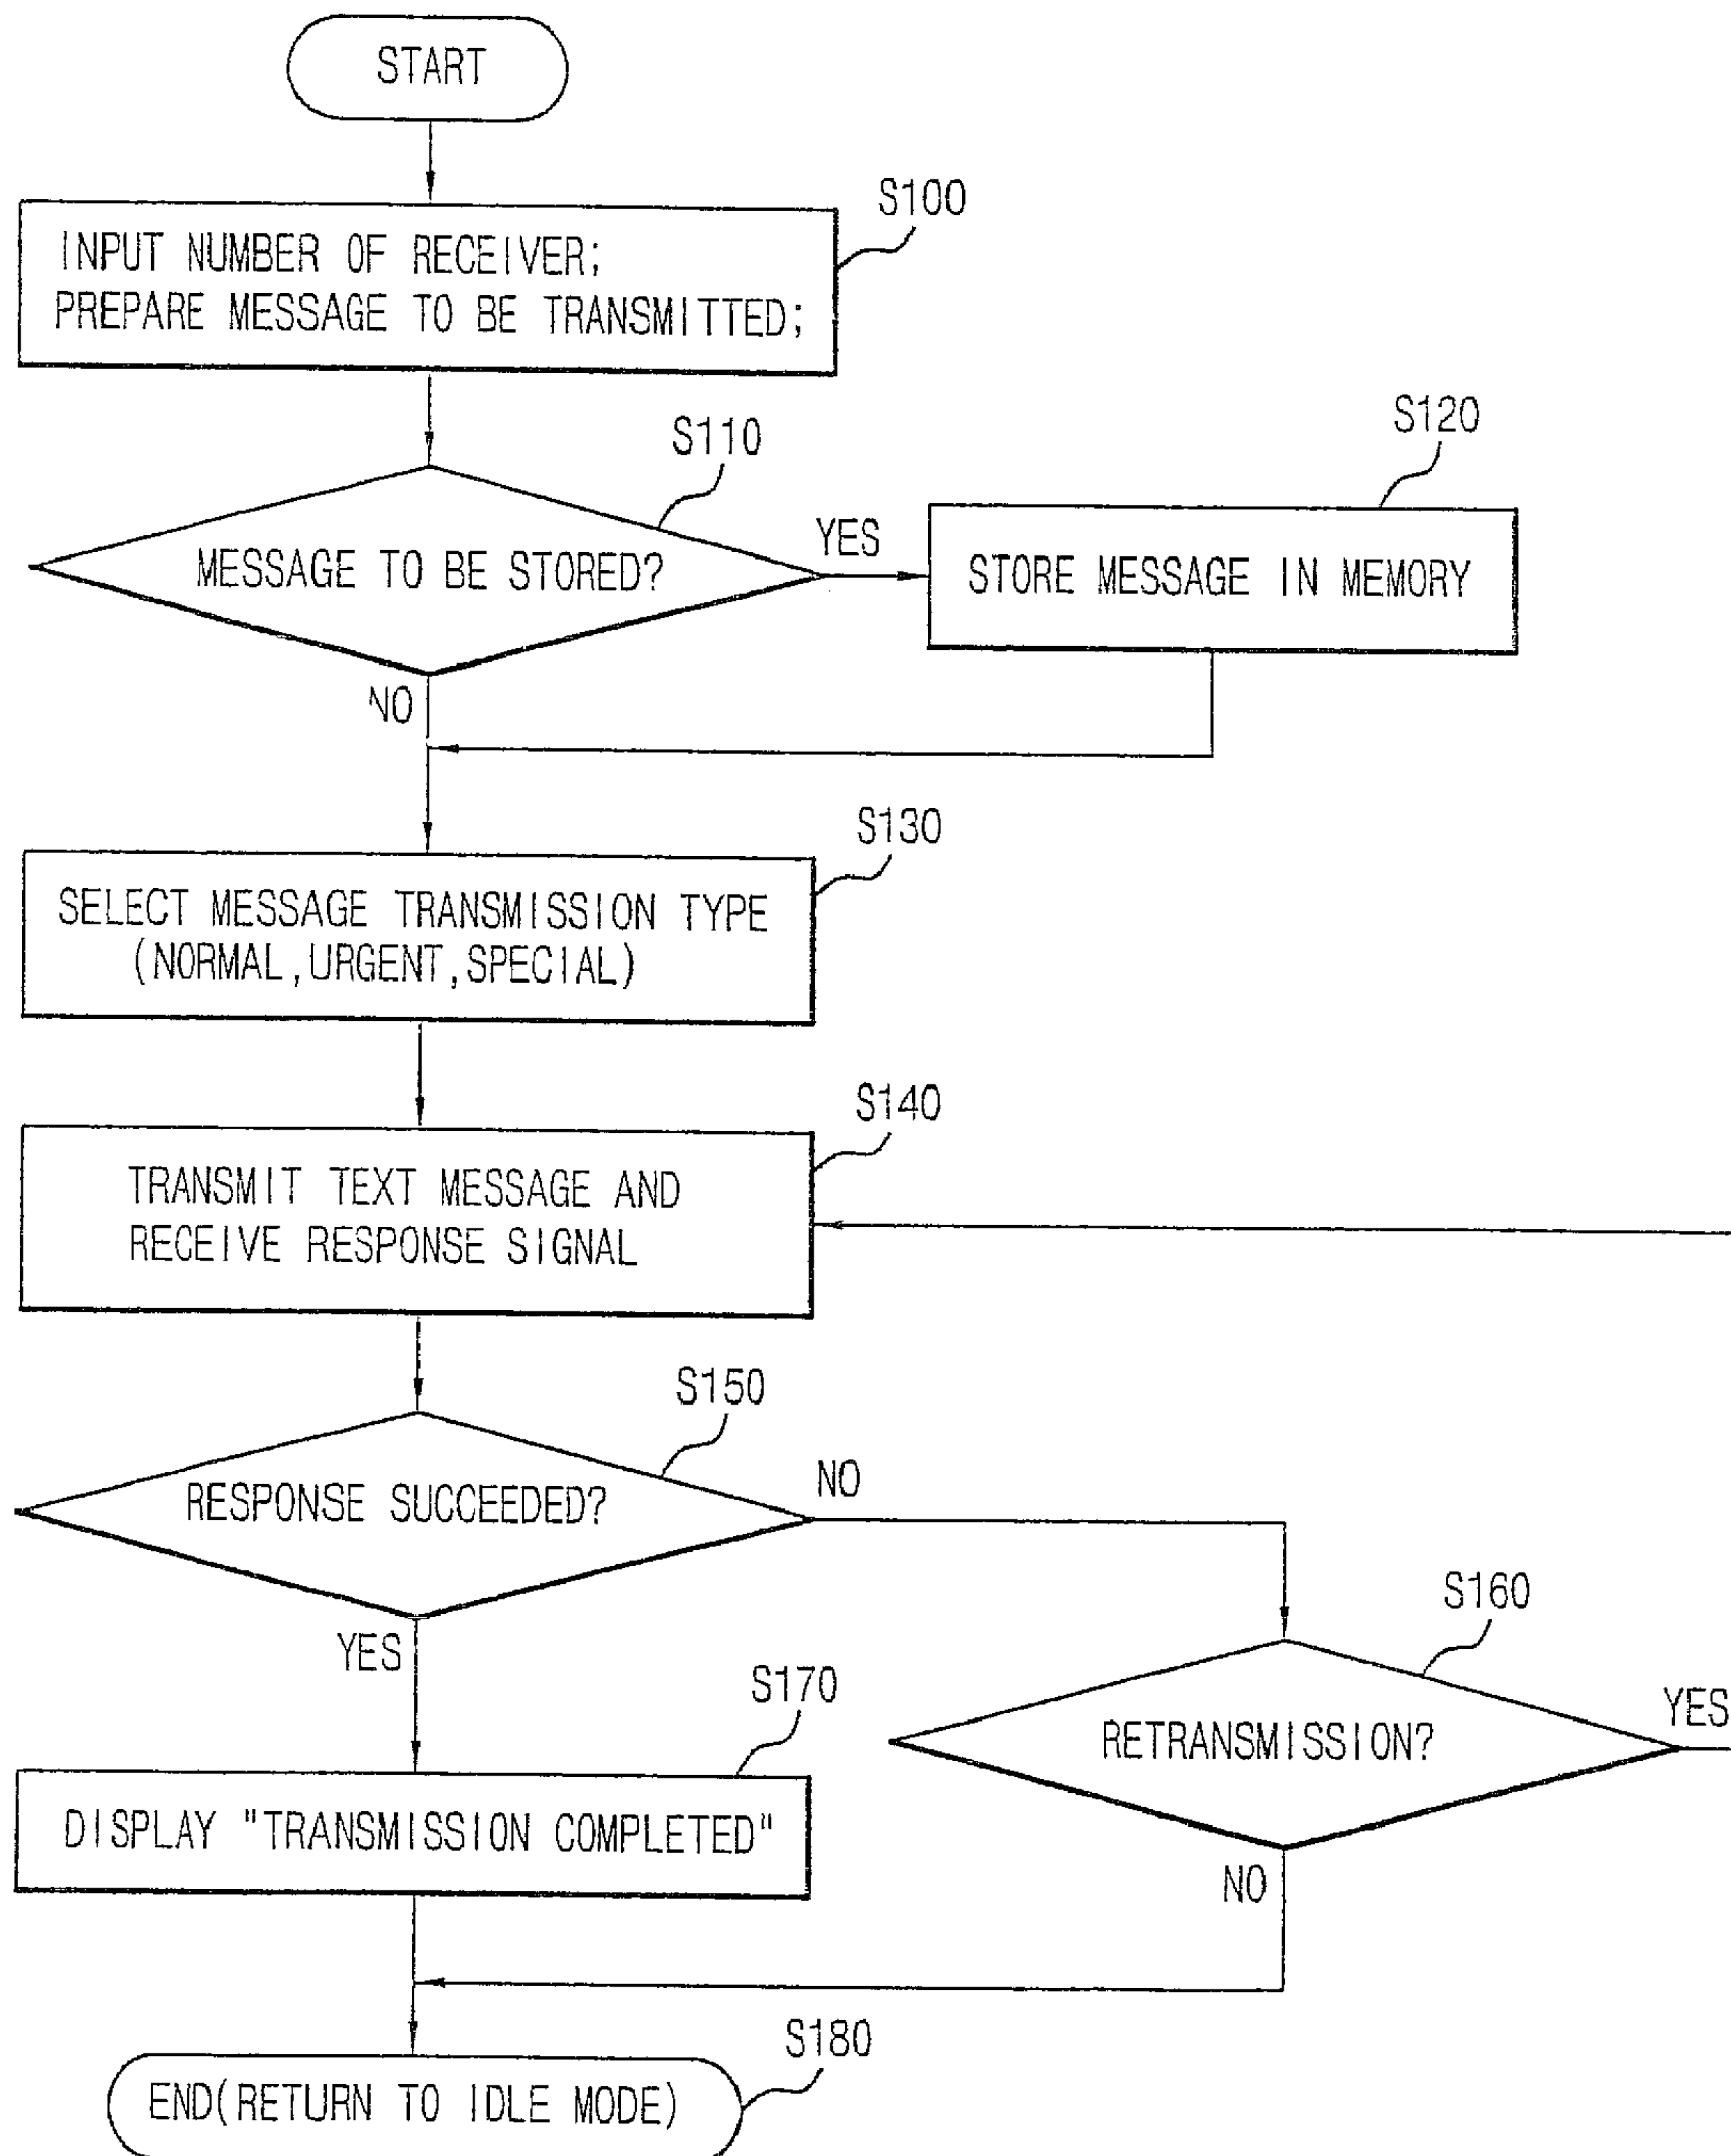 START
S100
INPUT NUMBER OF RECEIVER;
PREPARE MESSAGE TO BE TRANSMITTED;
S110
MESSAGE TO BE STORED?
YES
S120
STORE MESSAGE IN MEMORY
NO
S130
SELECT MESSAGE TRANSMISSION TYPE
(NORMAL,URGENT,SPECIAL)
S140
TRANSMIT TEXT MESSAGE AND
RECEIVE RESPONSE SIGNAL
S150
RESPONSE SUCCEEDED?
NO
YES
S160
RETRANSMISSION?
YES
NO
S170
DISPLAY "TRANSMISSION COMPLETED"
S180
END(RETURN TO IDLE MODE)